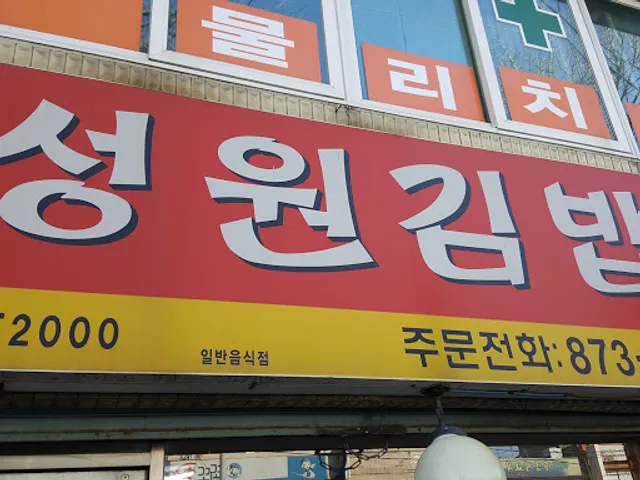 물리치
성원김밥
2000
일반음식점
주문전화:873-